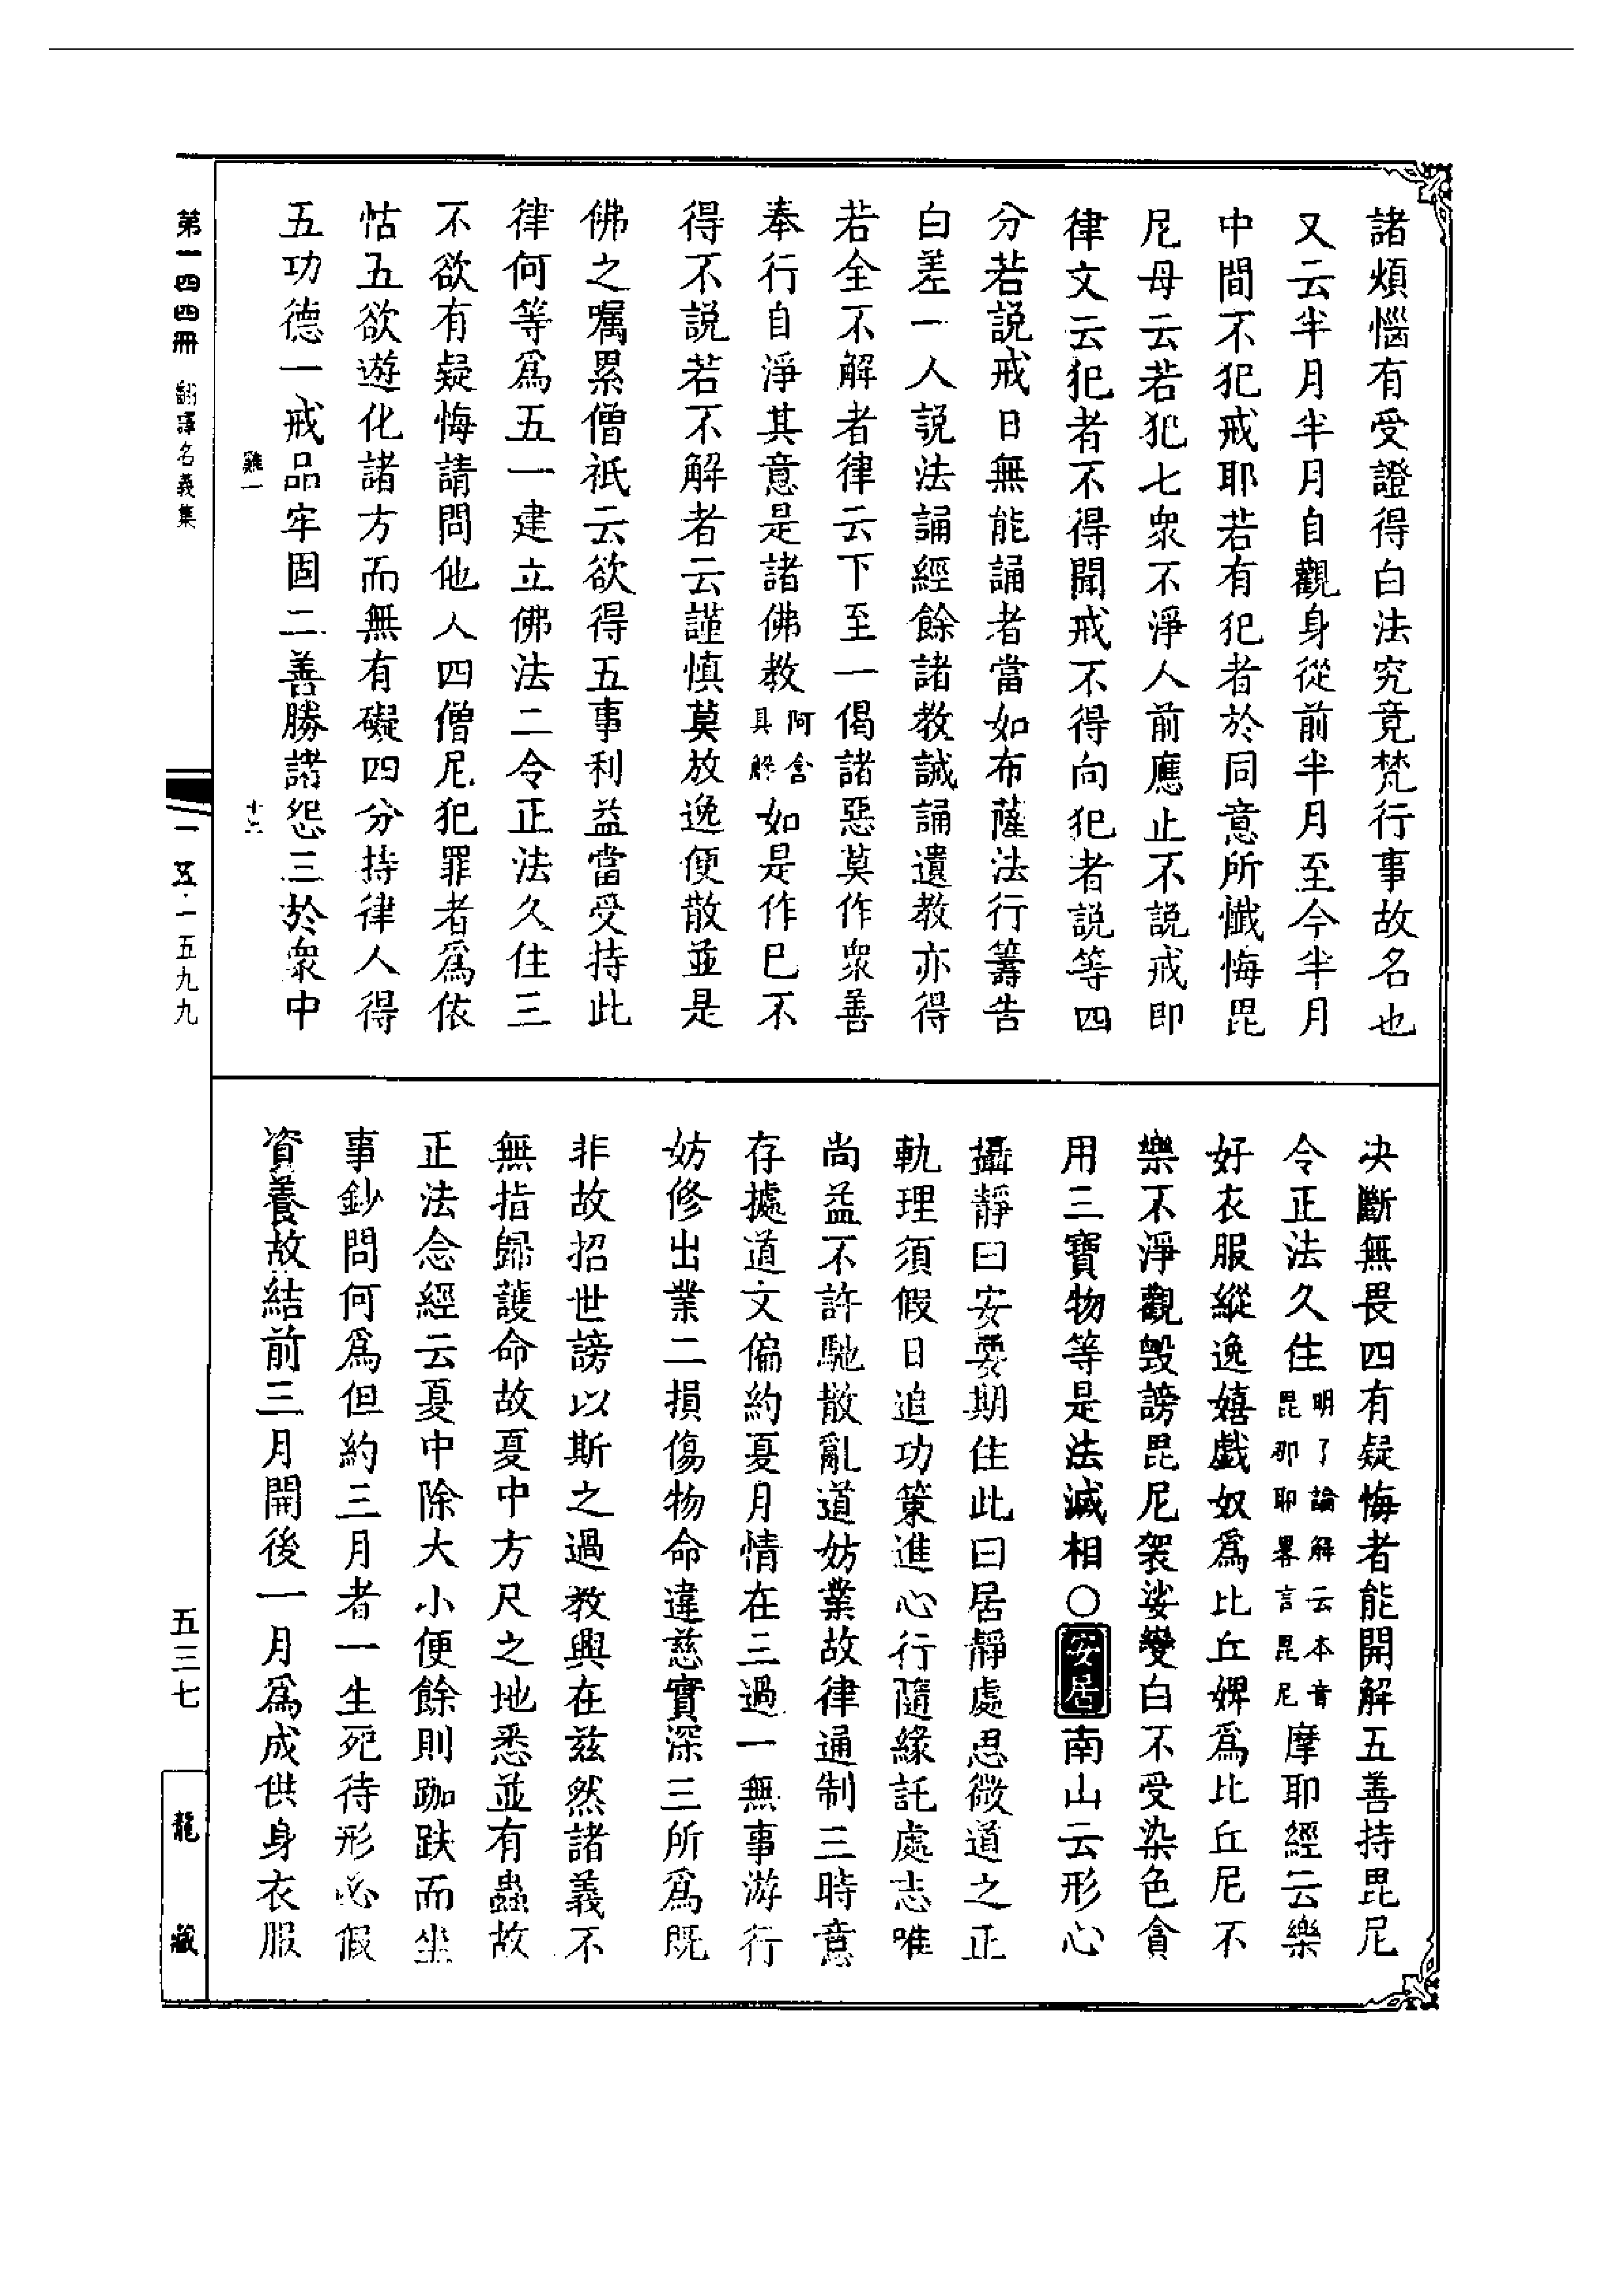 諸煩惱有受證得白法究竟梵行事故名也
又云半月半月自觀身從前半月至今半月
中間不犯戒耶若有犯者於同意所懺悔毘
尼母云若犯七衆不淨人前應止不説戒即
律文云犯者不得聞戒不得向犯者説等四
分若説戒日無能誦者當如布薩法行籌告
白差一人説法誦經餘諸教誡誦遺教亦得
若全不解者律云下至一偈諸惡莫作衆善
奉行自淨其意是諸佛教阿含具解如是作已不
得不説若不解者云謹慎莫放逸便散並是
佛之囑累僧祇云欲得五事利益當受持此
律何等爲五一建立佛法二令正法久住三
不欲有疑悔請問他人四僧尼犯罪者爲依
怙五欲遊化諸方而無有礙四分持律人得
五功德一戒品牢固二善勝諸怨三於衆中
決斷無畏四有疑悔者能開解五善持毘尼
令正法久住明了論解云本音毘那耶畧言毘尼摩耶經云樂
好衣服縱逸嬉戲奴爲比丘婢爲比丘尼不
樂不淨觀毀謗毘尼袈裟變白不受染色貪
用三寶物等是法滅相○安居南山云形心
攝靜曰安要期住此曰居靜處思微道之正
軌理須假日追功策進心行隨緣託處志唯
尚益不許馳散亂道妨業故律通制三時意
存據道文偏約夏月情在三過一無事游行
妨修出業二損傷物命違慈實深三所爲既
非故招世謗以斯之過教興在兹然諸義不
無指歸護命故夏中方尺之地悉並有蟲故
正法念經云夏中除大小便餘則跏趺而坐
事鈔問何爲但約三月者一生死待形必假
資養故結前三月開後一月爲成供身衣服
第一四四冊 翻譯名義集
雞一
一五·一五九九
五三七
龍藏